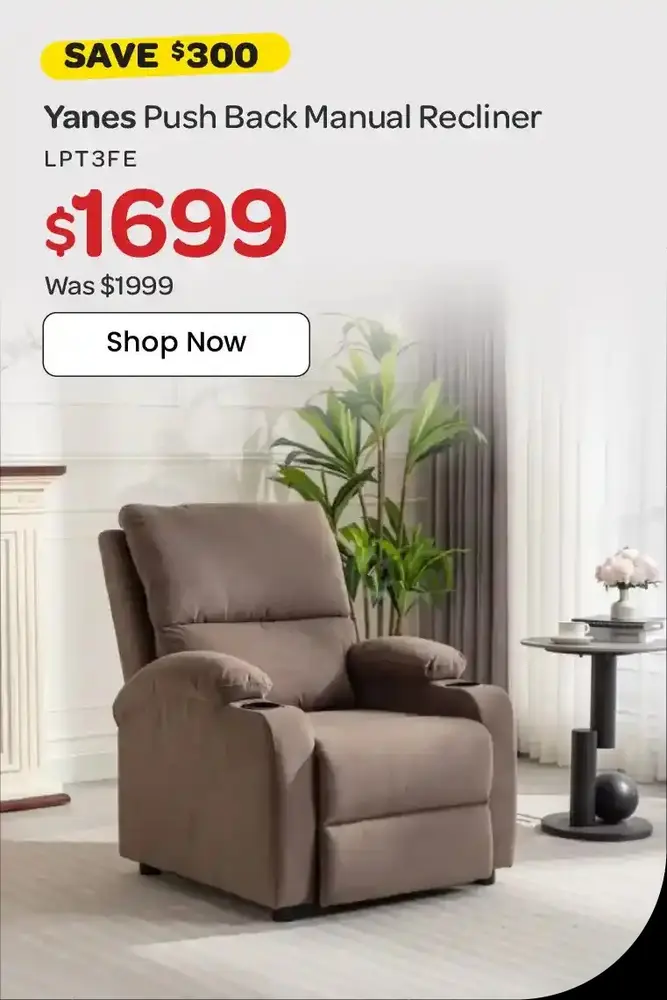 SAVE $300
Yanes Push Back Manual Recliner
LPT3FE
$1699
Was $1999
Shop Now